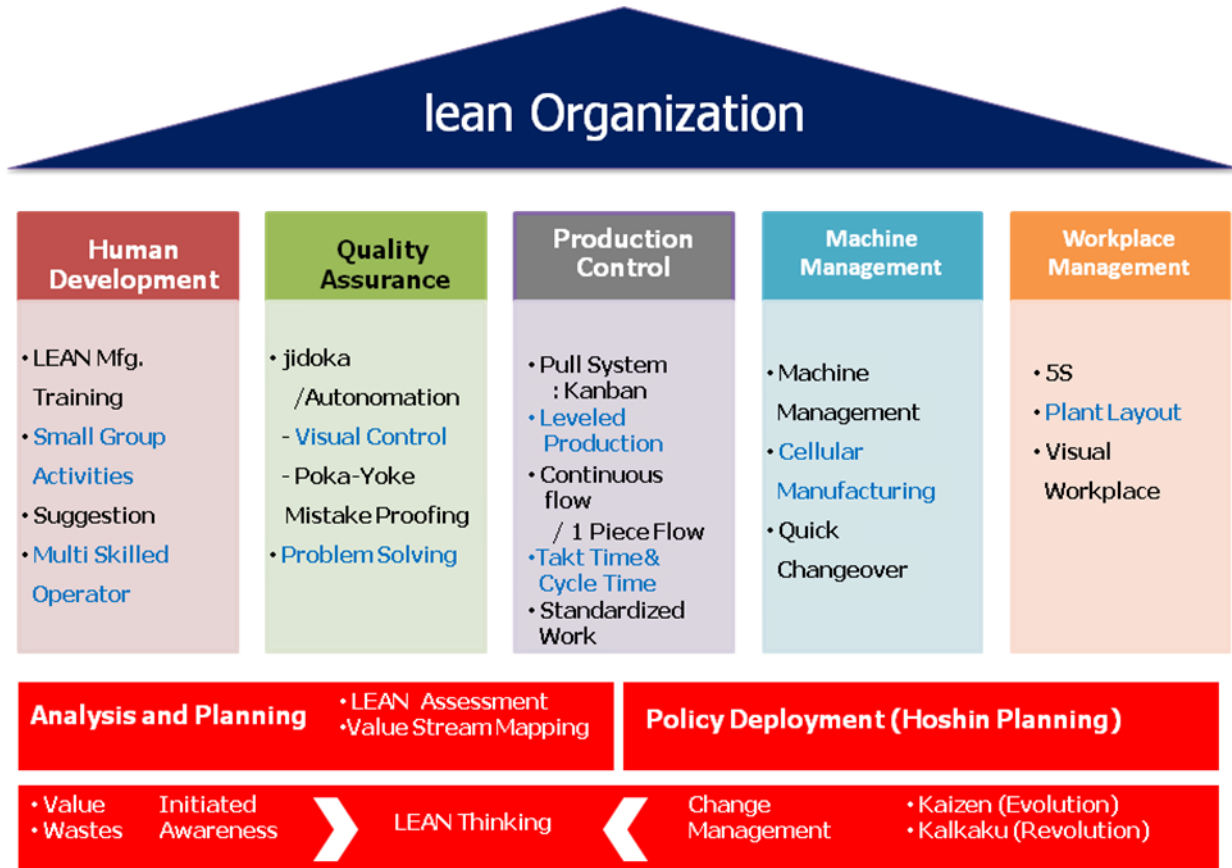 lean Organization
Human
Development
• LEAN Mfg.
Training
• Small Group
Activities
• Suggestion
• Multi Skilled
Operator
Quality
Assurance
• jidoka
/Autonomation
- Visual Control
- Poka-Yoke
Mistake Proofing
• Problem Solving
Production
Control
• Pull System
: Kanban
• Leveled
Production
• Continuous
flow
/ 1 Piece Flow
• Takt Time&
Cycle Time
• Standardized
Work
Machine
Management
• Machine
Management
• Cellular
Manufacturing
• Quick
Changeover
Workplace
Management
• 5S
• Plant Layout
• Visual
Workplace
Analysis and Planning
• LEAN Assessment
• Value Stream Mapping
Policy Deployment (Hoshin Planning)
• Value
• Wastes
Initiated
Awareness
LEAN Thinking
Change
Management
• Kaizen (Evolution)
• Kalkaku (Revolution)